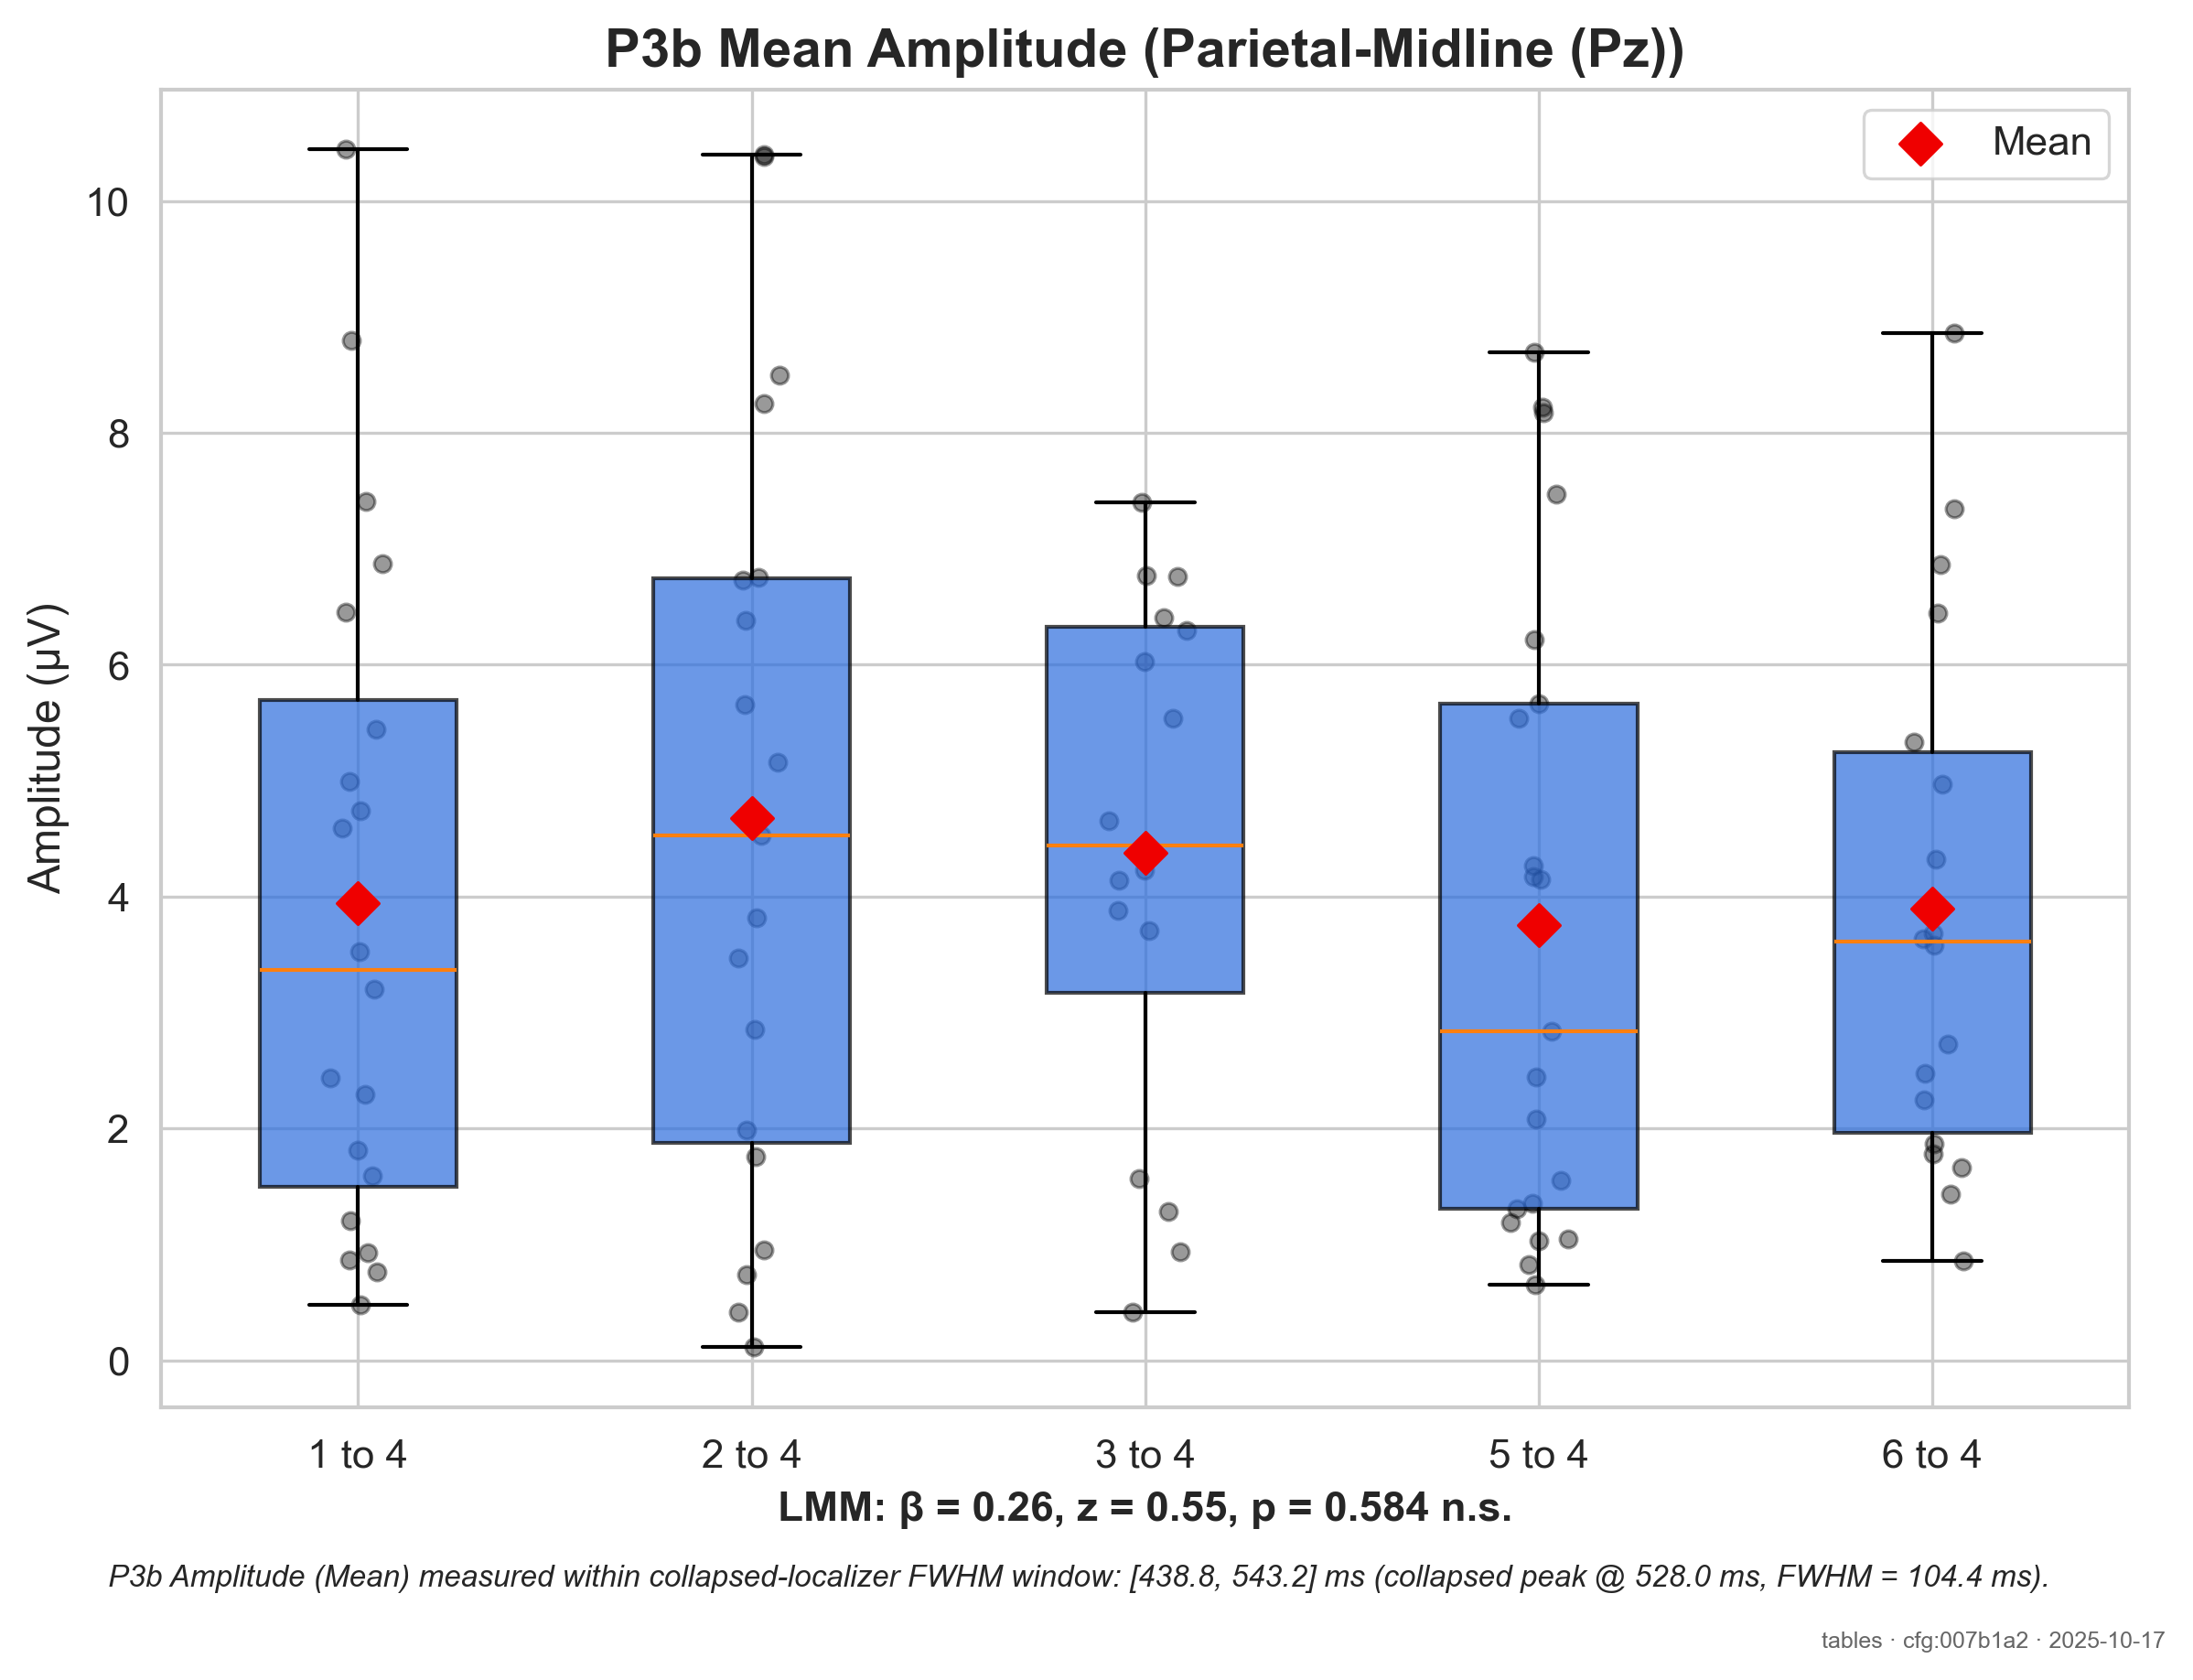 P3b Mean Amplitude (Parietal-Midline (Pz))
Mean
Amplitude (µV)
10
8
6
4
2
0
1 to 4
2 to 4
3 to 4
5 to 4
6 to 4
LMM: β = 0.26, z = 0.55, p = 0.584 n.s.
P3b Amplitude (Mean) measured within collapsed-localizer FWHM window: [438.8, 543.2] ms (collapsed peak @ 528.0 ms, FWHM = 104.4 ms).
tables · cfg:007b1a2 · 2025-10-17